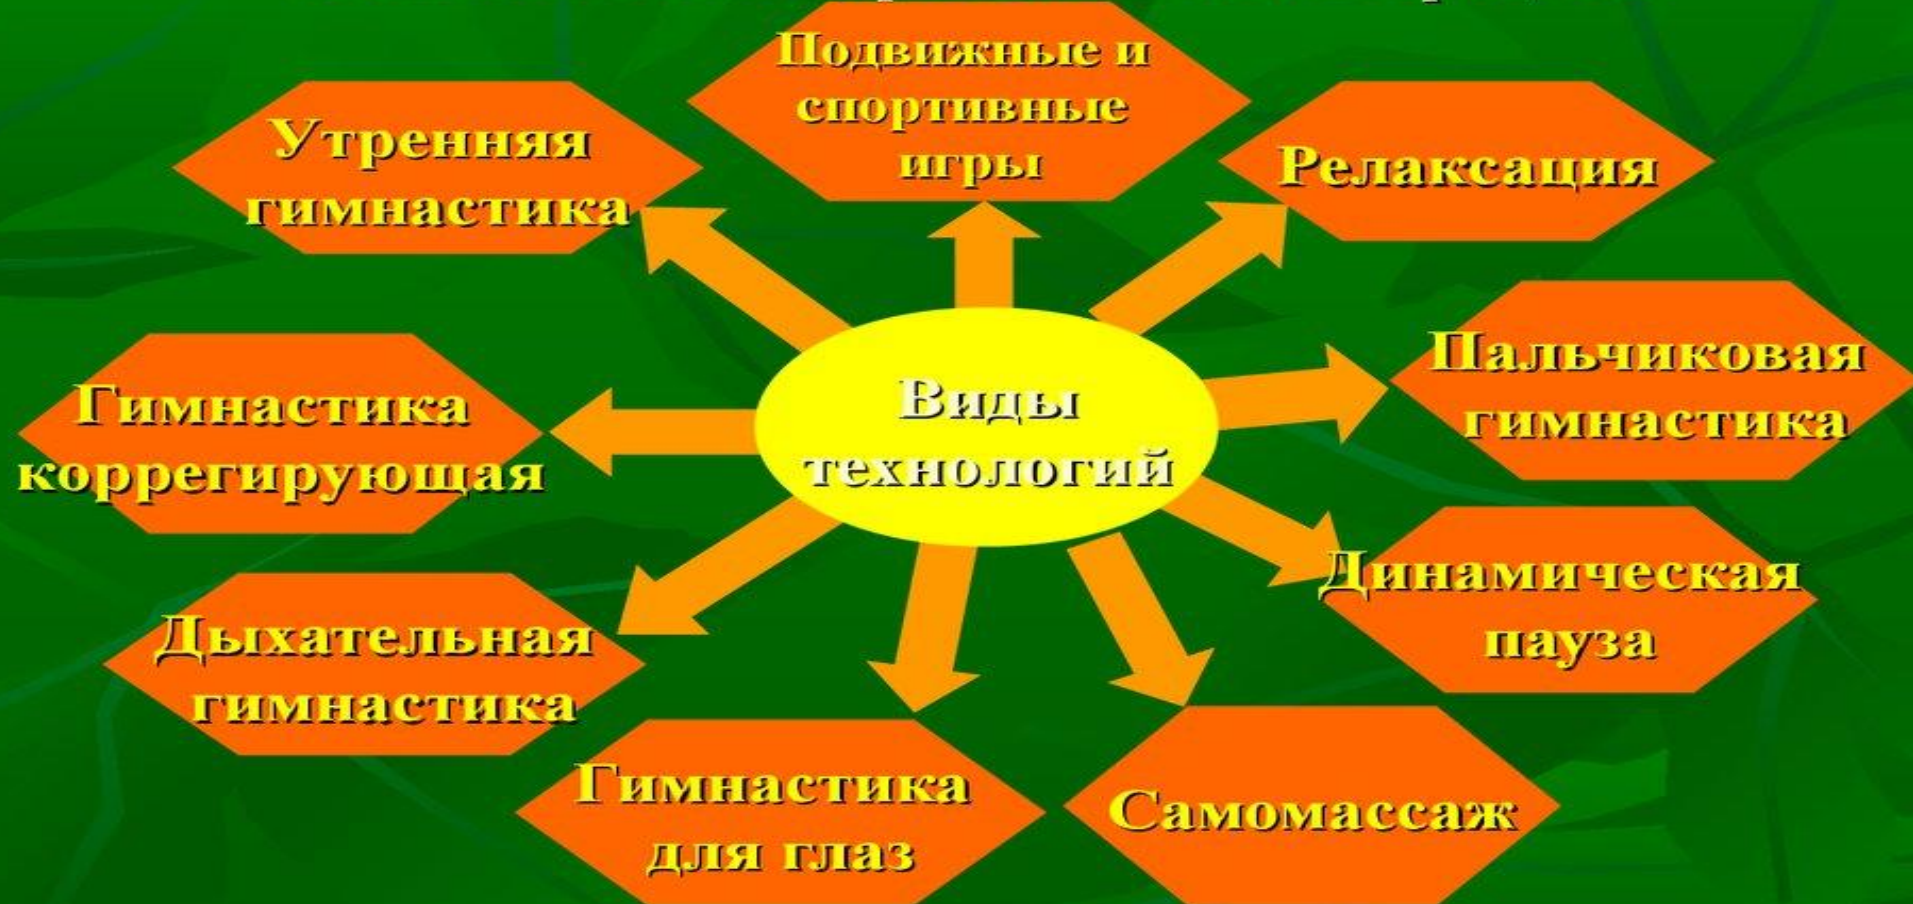 Подвижные и
спортивные
игры
Утренняя
гимнастика
Релаксация
Пальчиковая
гимнастика
Гимнастика
коррегирующая
Виды
технологий
Динамическая
пауза
Дыхательная
гимнастика
Гимнастика
для глаз
Самомассаж